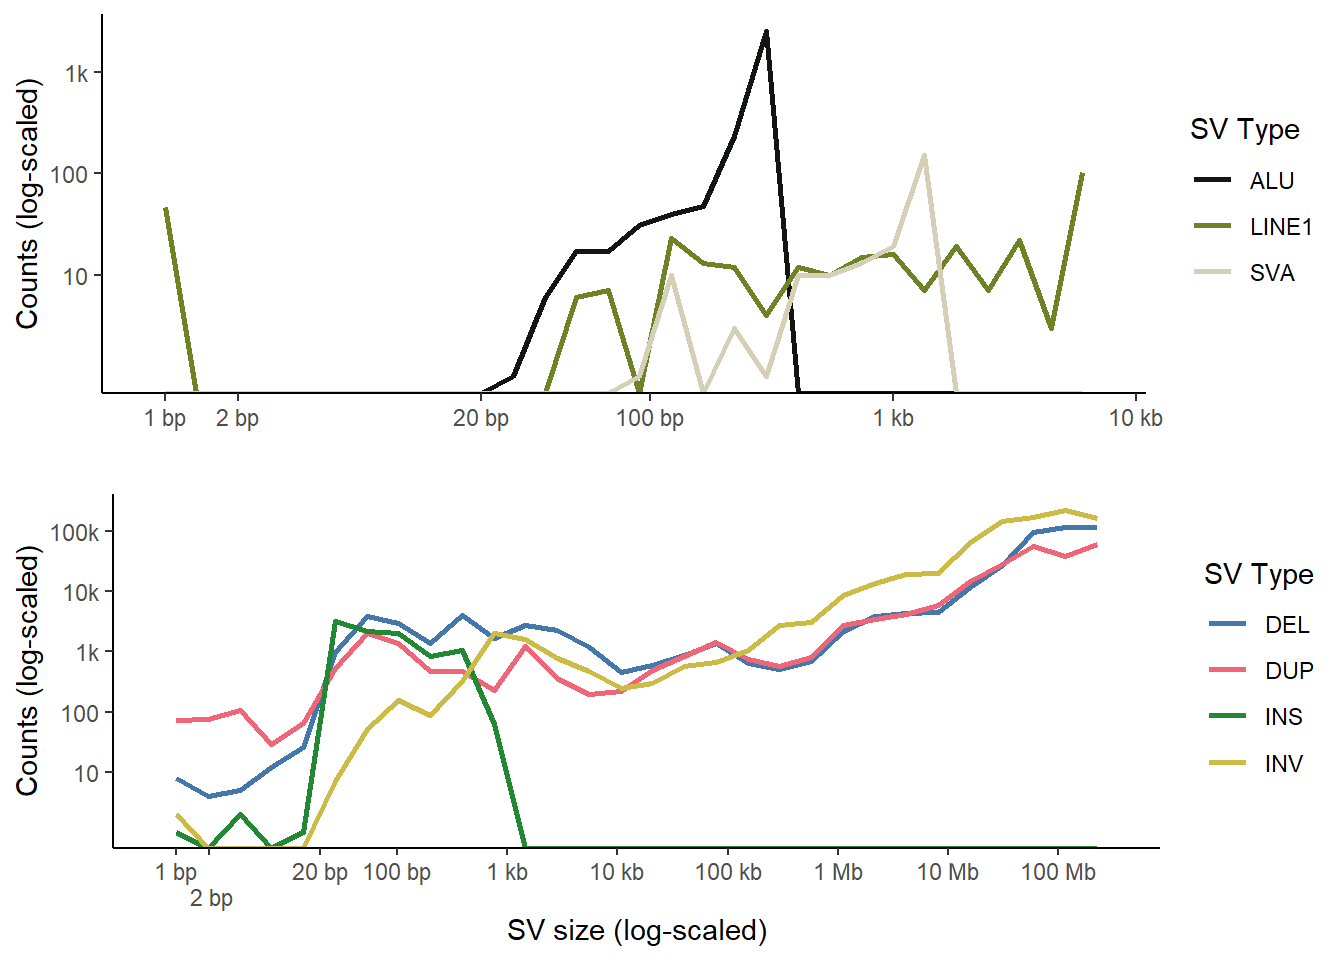 Counts (log-scaled)
1k
100
10
1 bp 2 bp 20 bp 100 bp 1 kb 10 kb
SV Type
ALU
LINE1
SVA
Counts (log-scaled)
100k
10k
1k
100
10
1 bp 20 bp 100 bp 1 kb 10 kb 100 kb 1 Mb 10 Mb 100 Mb
2 bp
SV size (log-scaled)
SV Type
DEL
DUP
INS
INV